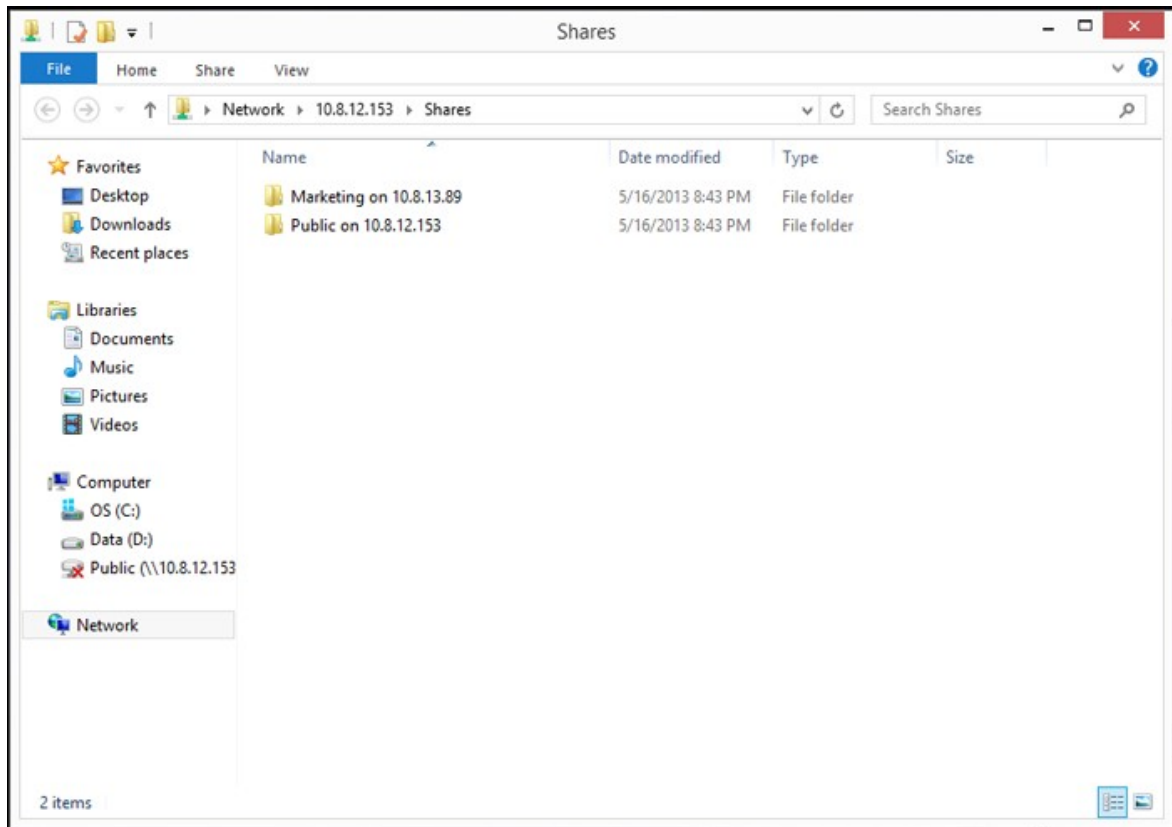 Shares
File Home Share View
Network 10.8.12.153 Shares
Search Shares
Favorites
Desktop
Downloads
Recent places
Libraries
Documents
Music
Pictures
Videos
Computer
OS (C:)
Data (D:)
Public (\\10.8.12.153
Network
Name Date modified Type Size
Marketing on 10.8.13.89 5/16/2013 8:43 PM File folder
Public on 10.8.12.153 5/16/2013 8:43 PM File folder
2 items